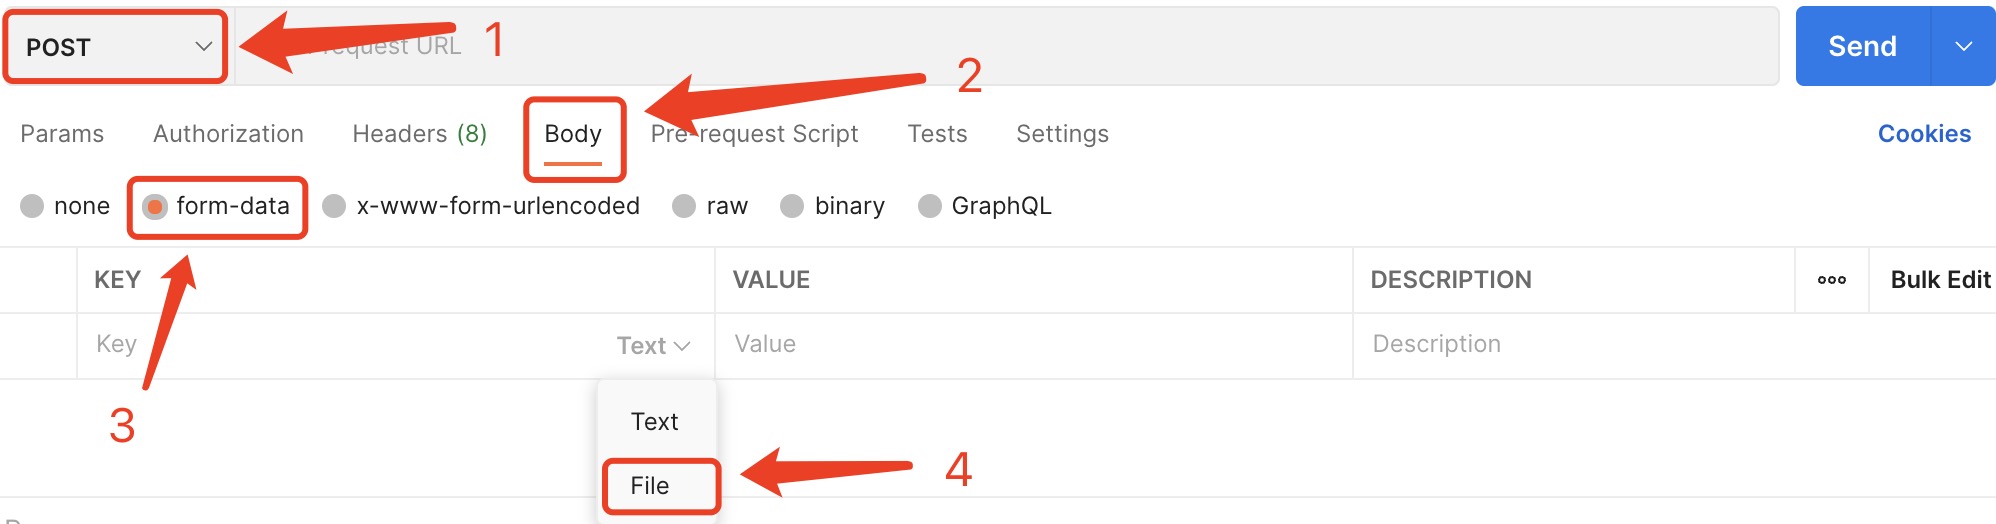 POST request URL 1 Send
2
Params Authorization Headers (8) Body Pre-request Script Tests Settings Cookies
none form-data x-www-form-urlencoded raw binary GraphQL
KEY VALUE DESCRIPTION ooo Bulk Edit
Key Text Value Description
3
Text
File 4